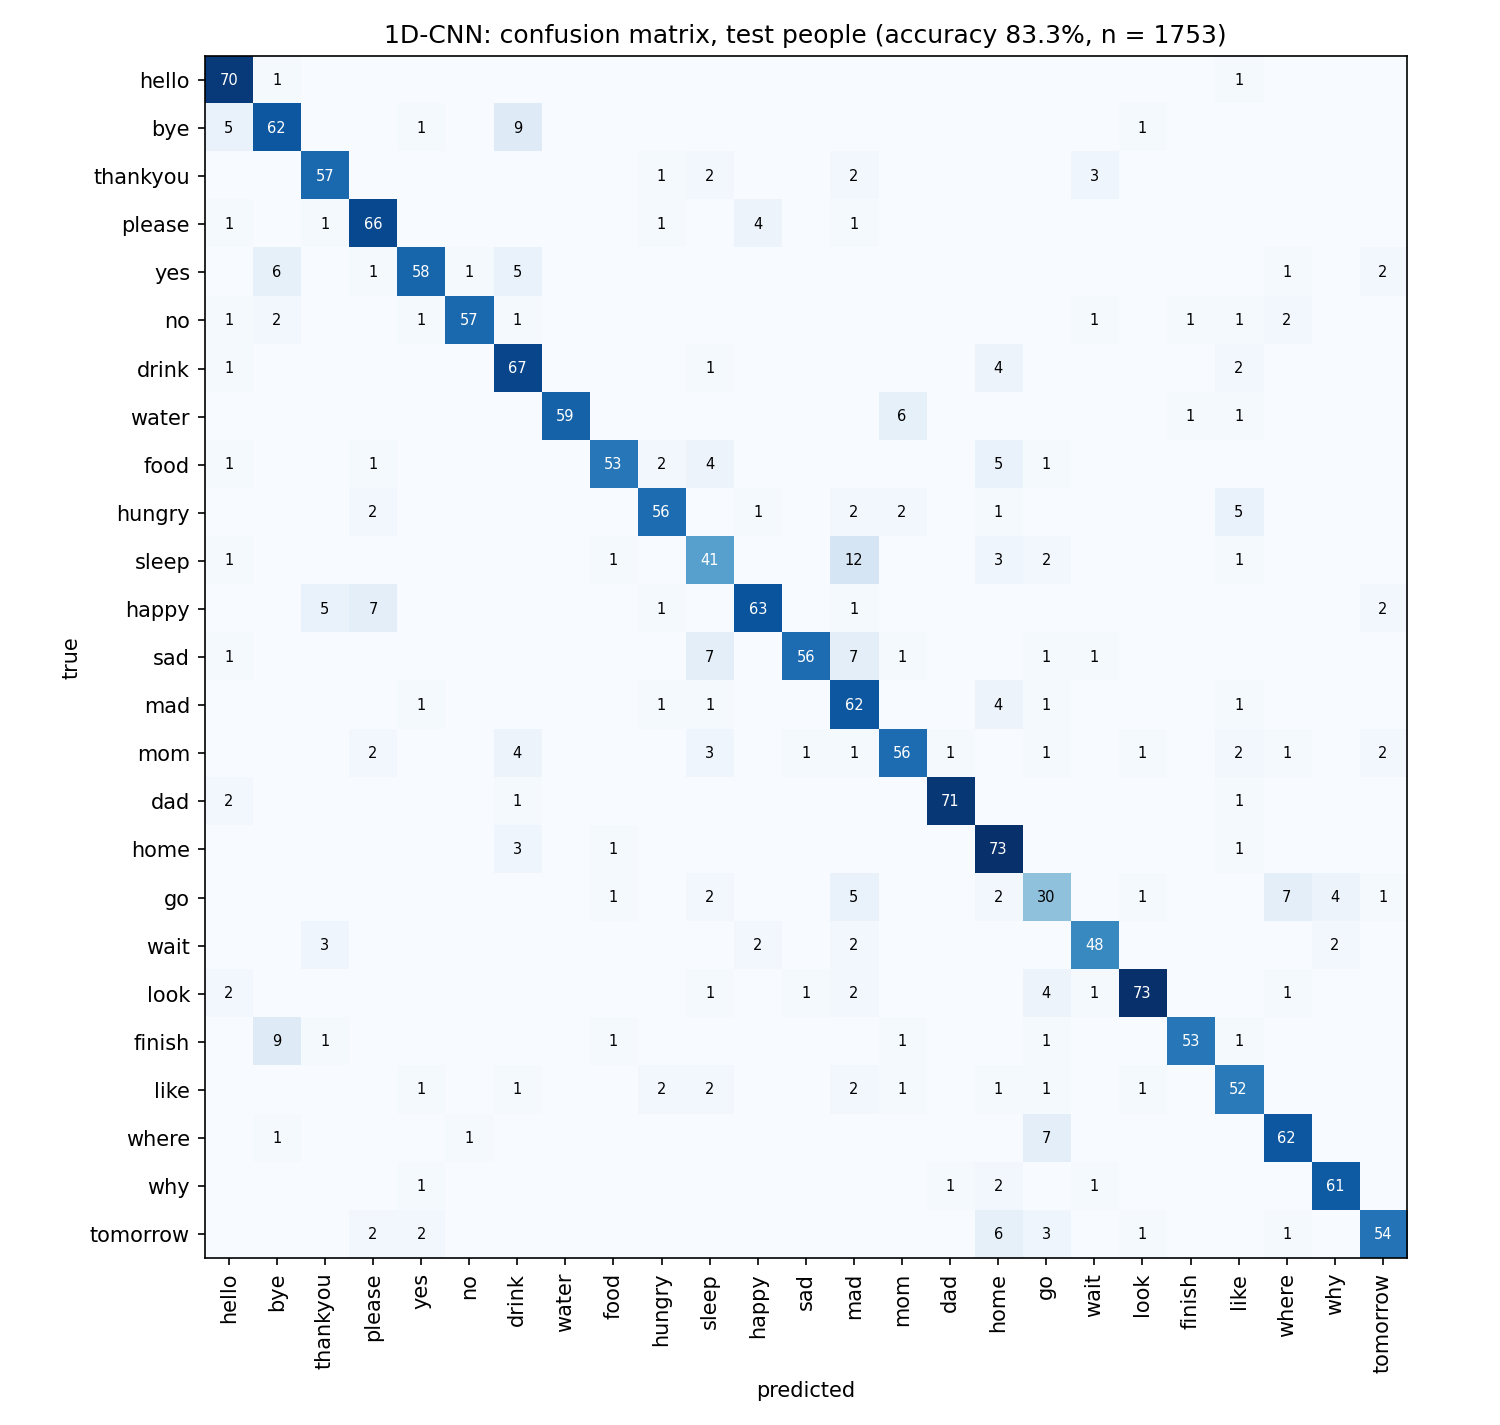 1D-CNN: confusion matrix, test people (accuracy 83.3%, n = 1753)
hello 70 1 1
bye 5 62 1 9 1
thankyou 57 1 2 2 3
please 1 1 66 1 4 1
yes 6 1 58 1 5 1 2
no 1 2 1 57 1 1 1 1 2
drink 1 67 1 4 2
water 59 6 1 1
food 1 1 53 2 4 5 1
hungry 2 56 1 2 2 1 5
sleep 1 1 41 12 3 2 1
happy 5 7 1 63 1 2
sad 1 7 56 7 1 1 1
mad 1 1 1 62 4 1 1
mom 2 4 3 1 1 56 1 1 1 2 1 2
dad 2 1 71 1
home 3 1 73 1
go 1 2 5 2 30 1 7 4 1
wait 3 2 2 48 2
look 2 1 1 2 4 1 73 1
finish 9 1 1 1 1 53 1
like 1 1 2 2 2 1 1 1 1 52
where 1 1 7 62
why 1 1 2 1 61
tomorrow 2 2 6 3 1 1 54
true
hello bye thankyou please yes no drink water food hungry sleep happy sad mad mom dad home go wait look finish like where why tomorrow
predicted